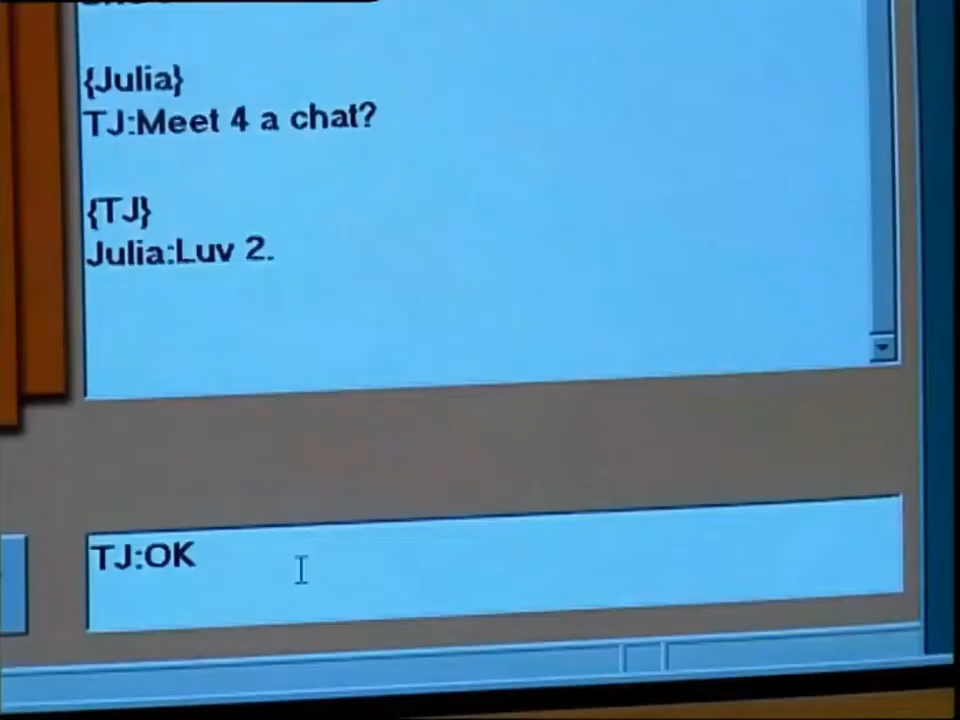 {Julia}
TJ:Meet 4 a chat?
{TJ}
Julia:Luv 2.
TJ:OK